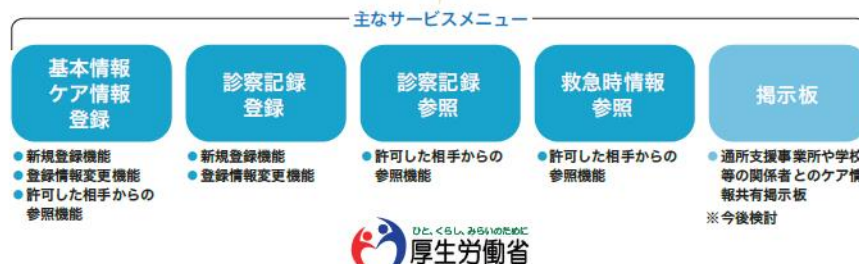 主なサービスメニュー
基本情報
ケア情報
登録
診察記録
登録
診察記録
参照
救急時情報
参照
掲示板
● 新規登録機能
● 登録情報変更機能
● 許可した相手からの
参照機能
● 新規登録機能
● 登録情報変更機能
● 許可した相手からの
参照機能
● 許可した相手からの
参照機能
● 通所支援事業所や学校
等の関係者とのケア情
報共有掲示板
※今後検討
ひと、くらし、みらいのために
厚生労働省